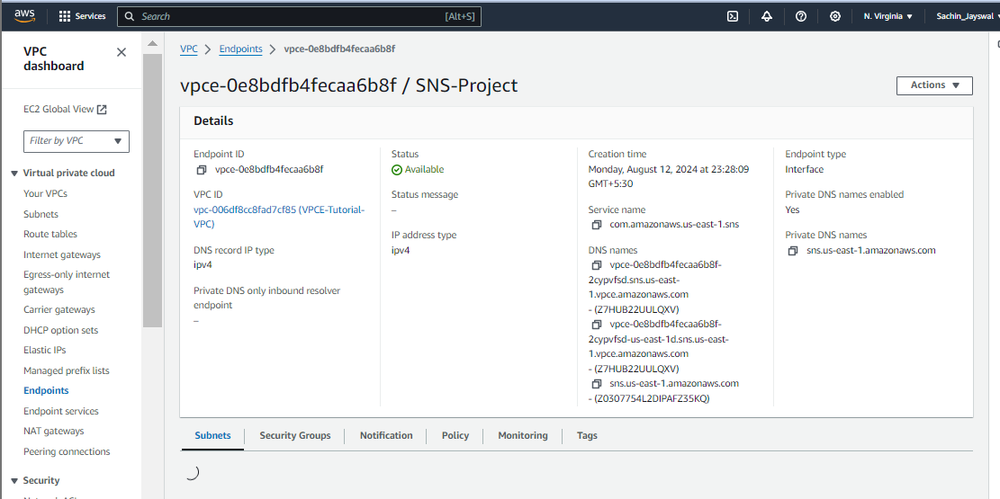 aws
Services
Search
[Alt+S]
N. Virginia
Sachin_Jayswal
VPC
dashboard
EC2 Global View
Filter by VPC
Virtual private cloud
Your VPCs
Subnets
Route tables
Internet gateways
Egress-only internet
gateways
Carrier gateways
DHCP option sets
Elastic IPs
Managed prefix lists
Endpoints
Endpoint services
NAT gateways
Peering connections
Security
VPC
Endpoints
vpce-0e8bdfb4fecaa6b8f
vpce-0e8bdfb4fecaa6b8f / SNS-Project
Actions
Details
Endpoint ID
vpce-0e8bdfb4fecaa6b8f
VPC ID
vpc-006df8cc8fad7cf85 (VPCE-Tutorial-
VPC)
DNS record IP type
ipv4
Private DNS only inbound resolver
endpoint
–
Status
Available
Status message
–
IP address type
ipv4
Creation time
Monday, August 12, 2024 at 23:28:09
GMT+5:30
Service name
com.amazonaws.us-east-1.sns
DNS names
vpce-0e8bdfb4fecaa6b8f-
2cypvfsd.sns.us-east-
1.vpce.amazonaws.com
- (Z7HUB22UULQXV)
vpce-0e8bdfb4fecaa6b8f-
2cypvfsd-us-east-1d.sns.us-east-
1.vpce.amazonaws.com
- (Z7HUB22UULQXV)
sns.us-east-1.amazonaws.com
- (Z0307754L2DIPAFZ35KQ)
Endpoint type
Interface
Private DNS names enabled
Yes
Private DNS names
sns.us-east-1.amazonaws.com
Subnets
Security Groups
Notification
Policy
Monitoring
Tags